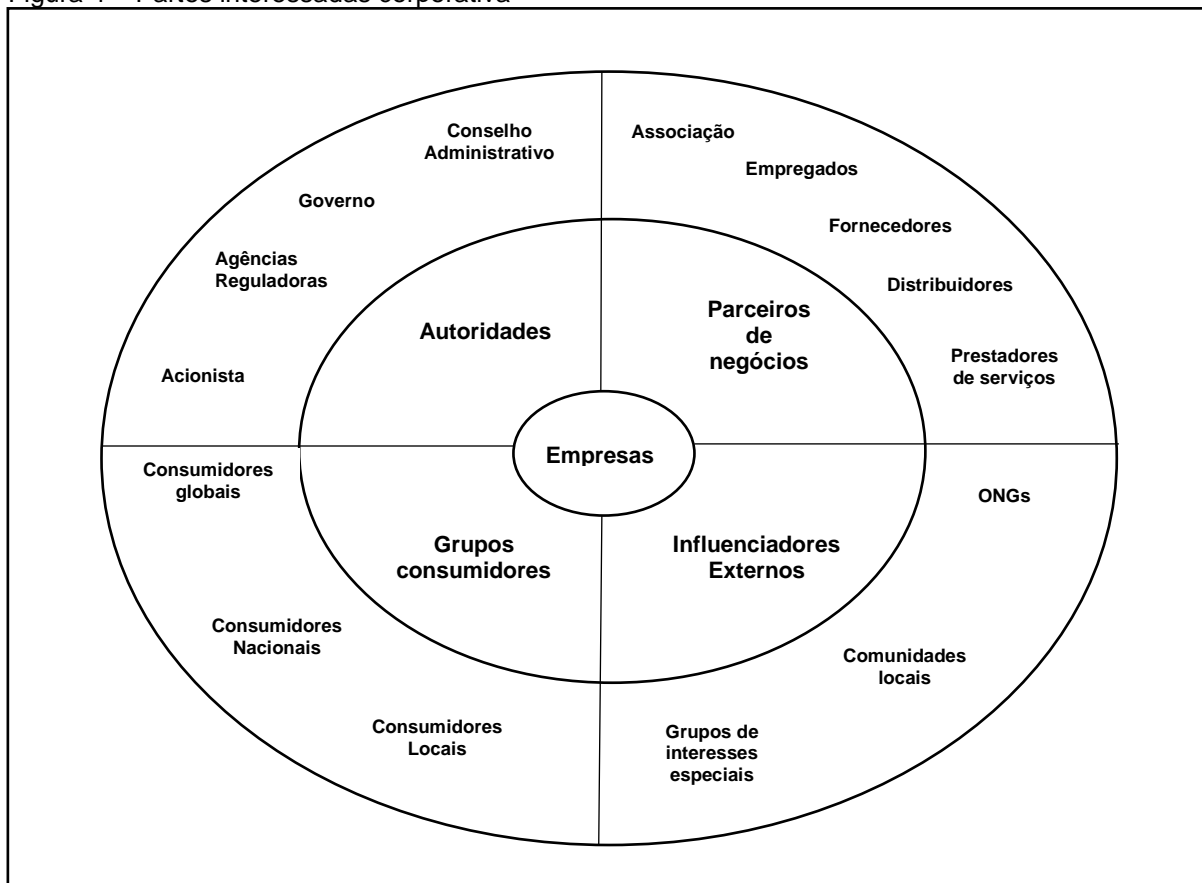 Figura 4 – Partes interessadas corporativa
Conselho
Administrativo
Governo
Agências
Reguladoras
Acionista
Associação
Empregados
Fornecedores
Distribuidores
Prestadores
de serviços
Autoridades
Parceiros
de
negócios
Empresas
Grupos
consumidores
Influenciadores
Externos
Consumidores
globais
Consumidores
Nacionais
Consumidores
Locais
ONGs
Comunidades
locais
Grupos de
interesses
especiais